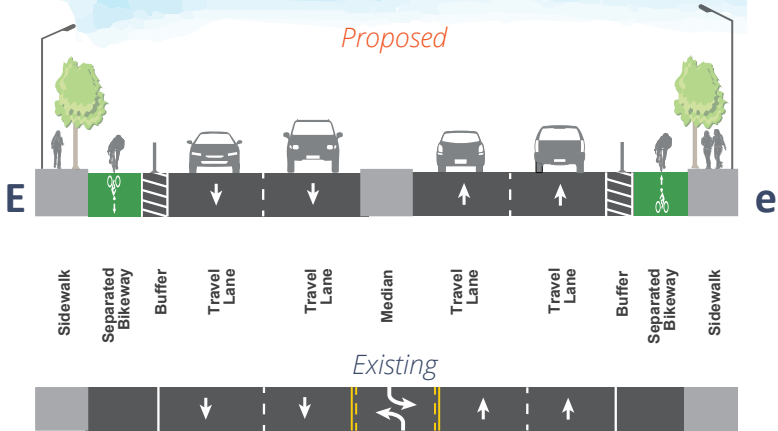 Proposed
E
e
Sidewalk
Separated
Bikeway
Buffer
Travel
Lane
Travel
Lane
Median
Travel
Lane
Travel
Lane
Buffer
Separated
Bikeway
Sidewalk
Existing